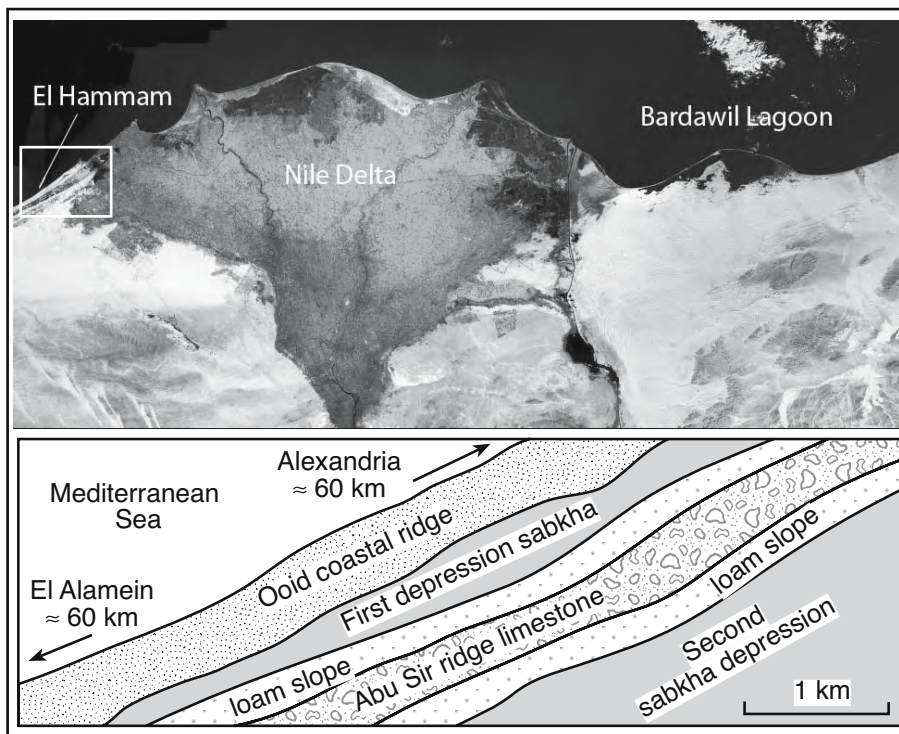 El Hammam
Bardawil Lagoon
Nile Delta
Alexandria
≈ 60 km
Mediterranean
Sea
Ooid coastal ridge
First depression sabkha
El Alamein
≈ 60 km
loam slope
Abu Sir ridge limestone
loam slope
Second
sabkha depression
1 km